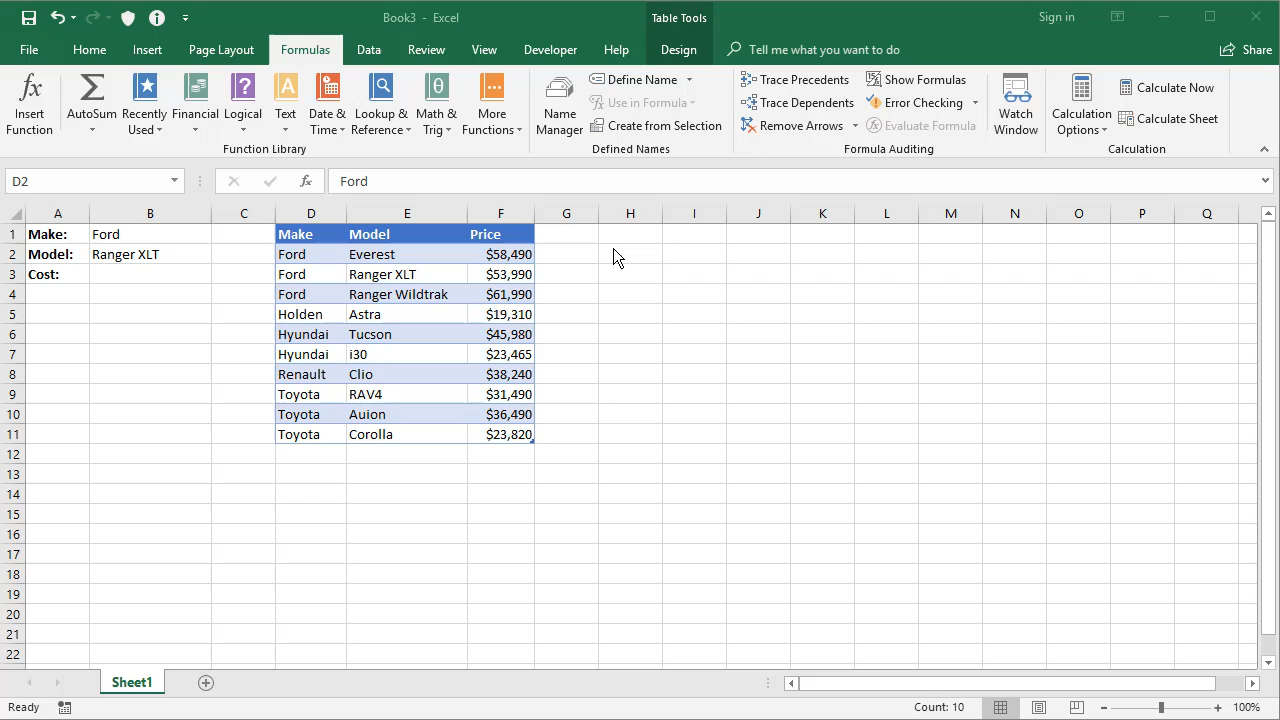 Book3 - Excel
Table Tools
Sign in
File Home Insert Page Layout Formulas Data Review View Developer Help Design Tell me what you want to do Share
Insert Function
AutoSum
Recently Used
Financial
Logical
Text
Date & Time
Lookup & Reference
Math & Trig
More Functions
Function Library
Name Manager
Define Name
Use in Formula
Create from Selection
Defined Names
Trace Precedents
Trace Dependents
Remove Arrows
Show Formulas
Error Checking
Evaluate Formula
Formula Auditing
Watch Window
Calculation Options
Calculate Now
Calculate Sheet
Calculation
D2 fx Ford
A B C D E F G H I J K L M N O P Q
1 Make: Ford Make Model Price
2 Model: Ranger XLT Ford Everest $58,490
3 Cost: Ford Ranger XLT $53,990
4 Ford Ranger Wildtrak $61,990
5 Holden Astra $19,310
6 Hyundai Tucson $45,980
7 Hyundai i30 $23,465
8 Renault Clio $38,240
9 Toyota RAV4 $31,490
10 Toyota Auion $36,490
11 Toyota Corolla $23,820
12
13
14
15
16
17
18
19
20
21
22
Sheet1
Ready Count: 10 100%